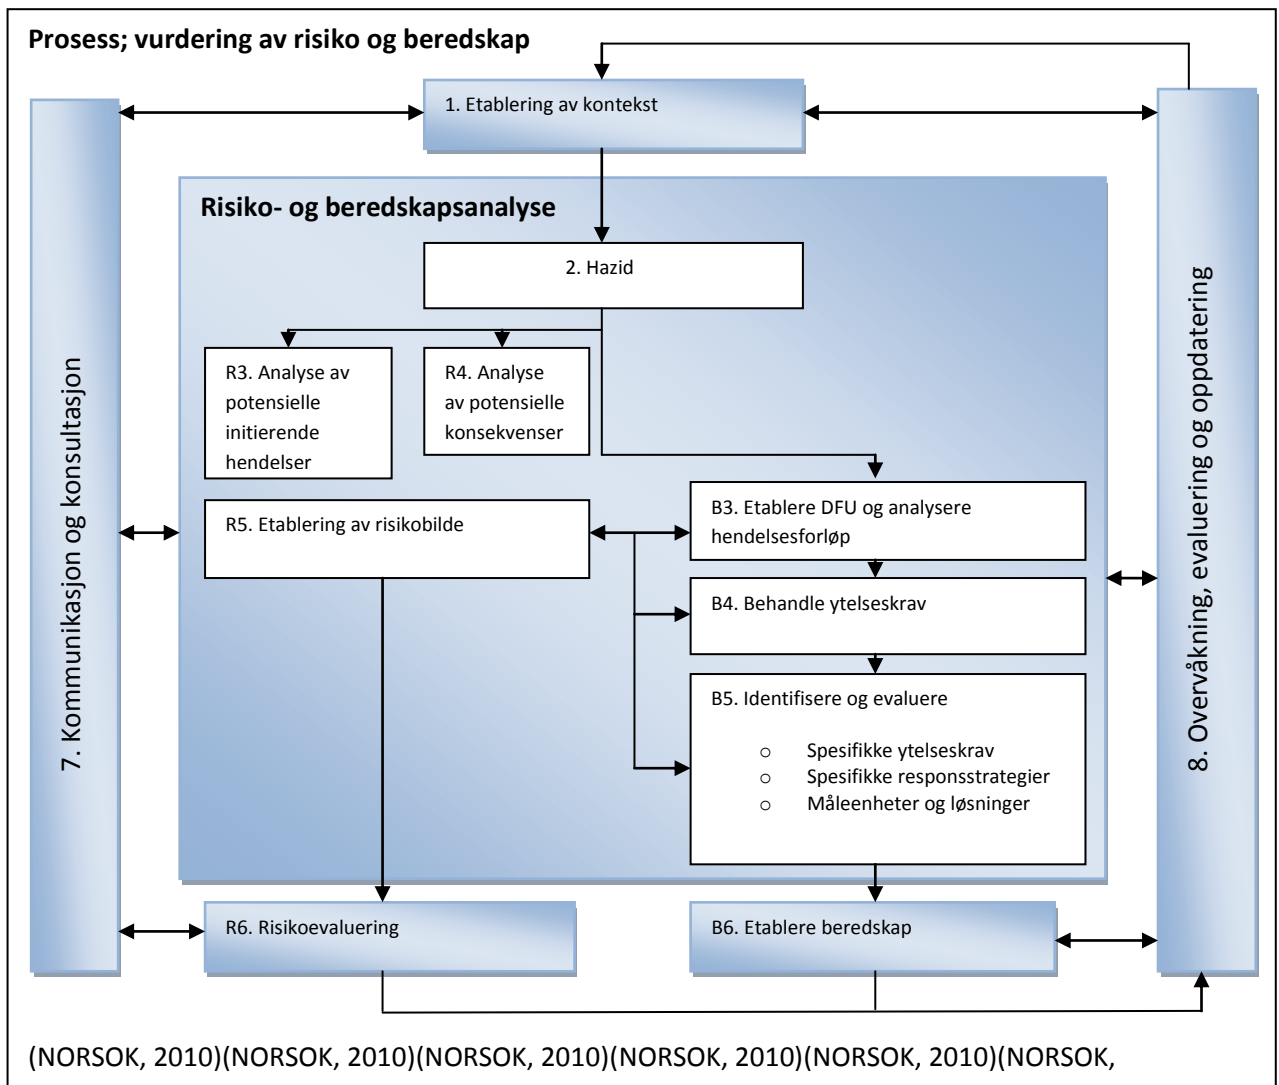 Prosess; vurdering av risiko og beredskap
1. Etablering av kontekst
Risiko- og beredskapsanalyse
2. Hazid
R3. Analyse av
potensielle
initierende
hendelser
R4. Analyse
av potensielle
konsekvenser
R5. Etablering av risikobilde
B3. Etablere DFU og analysere
hendelsesforløp
B4. Behandle ytelseskrav
B5. Identifisere og evaluere
o Spesifikke ytelseskrav
o Spesifikke responsstrategier
o Måleenheter og løsninger
R6. Risikoevaluering
B6. Etablere beredskap
7. Kommunikasjon og konsultasjon
8. Overvåkning, evaluering og oppdatering
(NORSOK, 2010)(NORSOK, 2010)(NORSOK, 2010)(NORSOK, 2010)(NORSOK, 2010)(NORSOK,